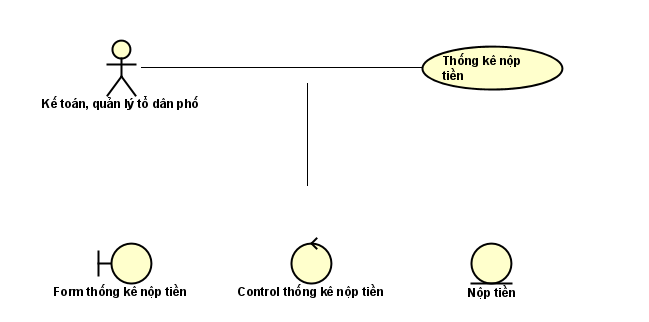 Thống kê nộp
tiền
Kế toán, quản lý tổ dân phố
Form thống kê nộp tiền
Control thống kê nộp tiền
Nộp tiền